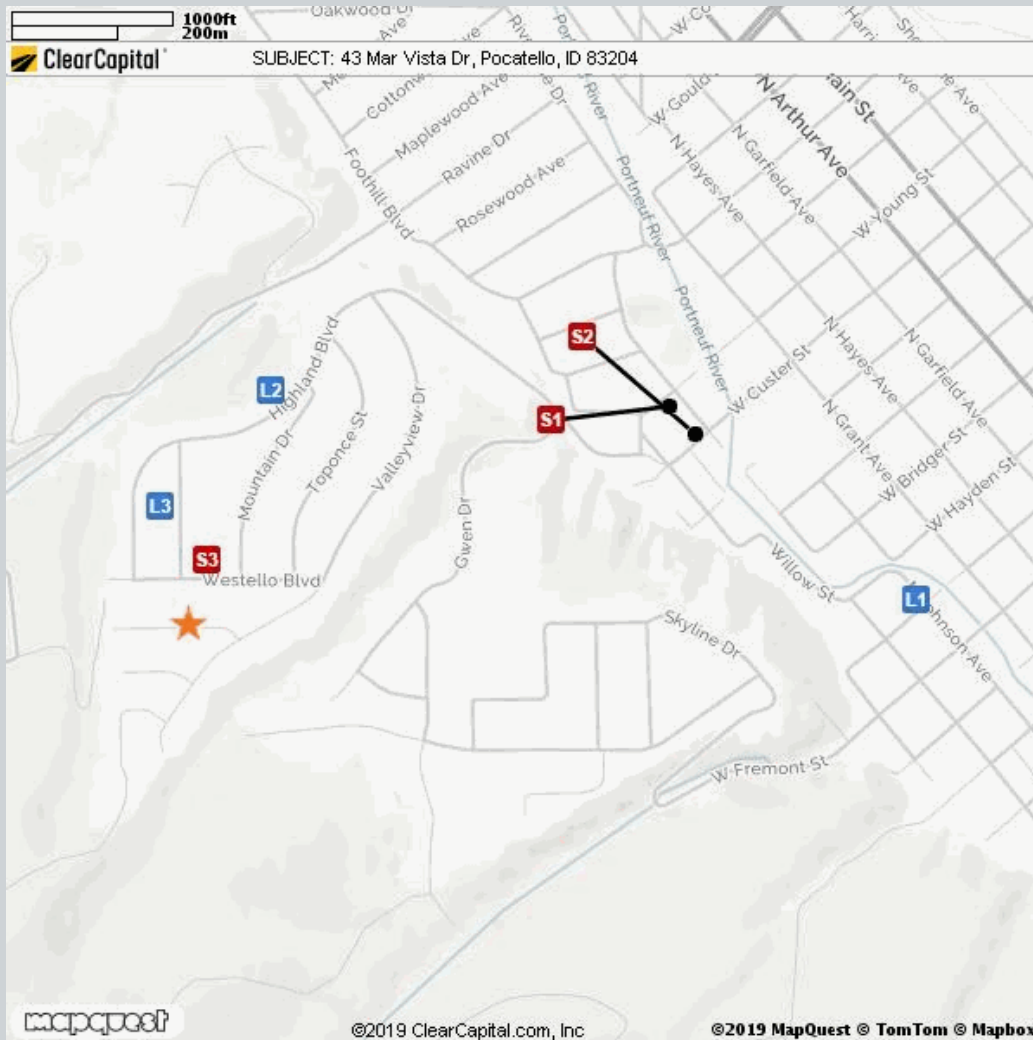 1000ft
200m
ClearCapital
SUBJECT: 43 Mar Vista Dr, Pocatello, ID 83204
Oakwood Dr
Cottonw
Maplewood Ave
Ravine Dr
Rosewood Ave
Foothill Blvd
Portneuf River
Portneuf River
W Gould
N Hayes Ave
N Garfield Ave
N Arthur Ave
ain St
W Young St
S2
L2
Highland Blvd
S1
Mountain Dr
Toponce St
Valleyview Dr
W Custer St
N Hayes Ave
N Garfield Ave
N Grant Ave
W Bridger St
W Hayden St
L3
S3
Westello Blvd
Gwen Dr
Willow St
L1
Johnson Ave
Skyline Dr
W Fremont St
mapquest
©2019 ClearCapital.com, Inc
©2019 MapQuest © TomTom © Mapbox